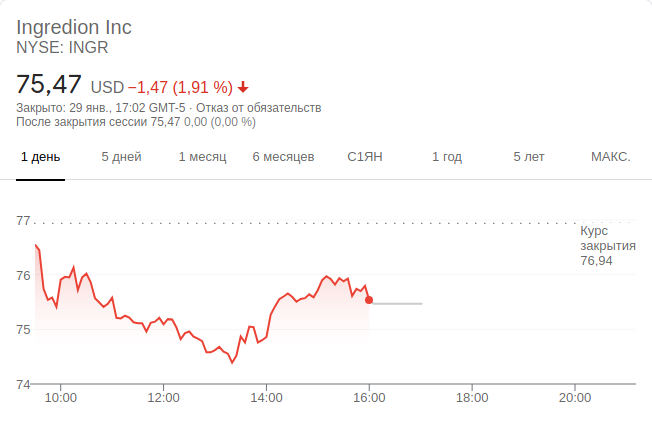 Ingredion Inc
NYSE: INGR
75,47 USD −1,47 (1,91 %)
Закрыто: 29 янв., 17:02 GMT-5 · Отказ от обязательств
После закрытия сессии 75,47 0,00 (0,00 %)
1 день 5 дней 1 месяц 6 месяцев С1ЯН 1 год 5 лет МАКС.
77
Курс
закрытия
76,94
76
75
74
10:00 12:00 14:00 16:00 18:00 20:00